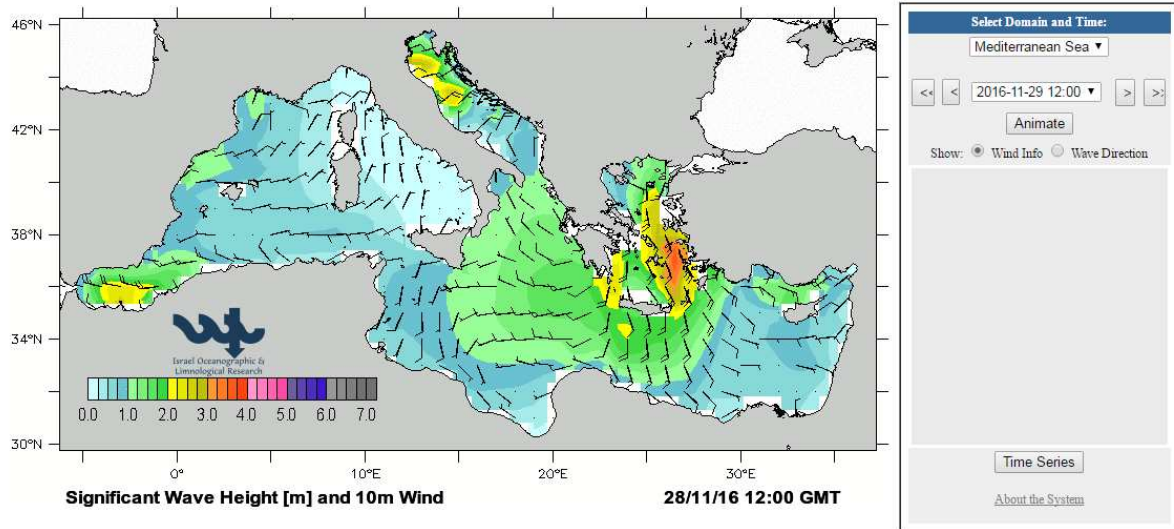 46°N
42°N
38°N
34°N
30°N
Israel Oceanographic &
Limnological Research
0.0 1.0 2.0 3.0 4.0 5.0 6.0 7.0
0° 10°E 20°E 30°E
Significant Wave Height [m] and 10m Wind 28/11/16 12:00 GMT
Select Domain and Time:
Mediterranean Sea
<< < 2016-11-29 12:00 > >>
Animate
Show: Wind Info Wave Direction
Time Series
About the System